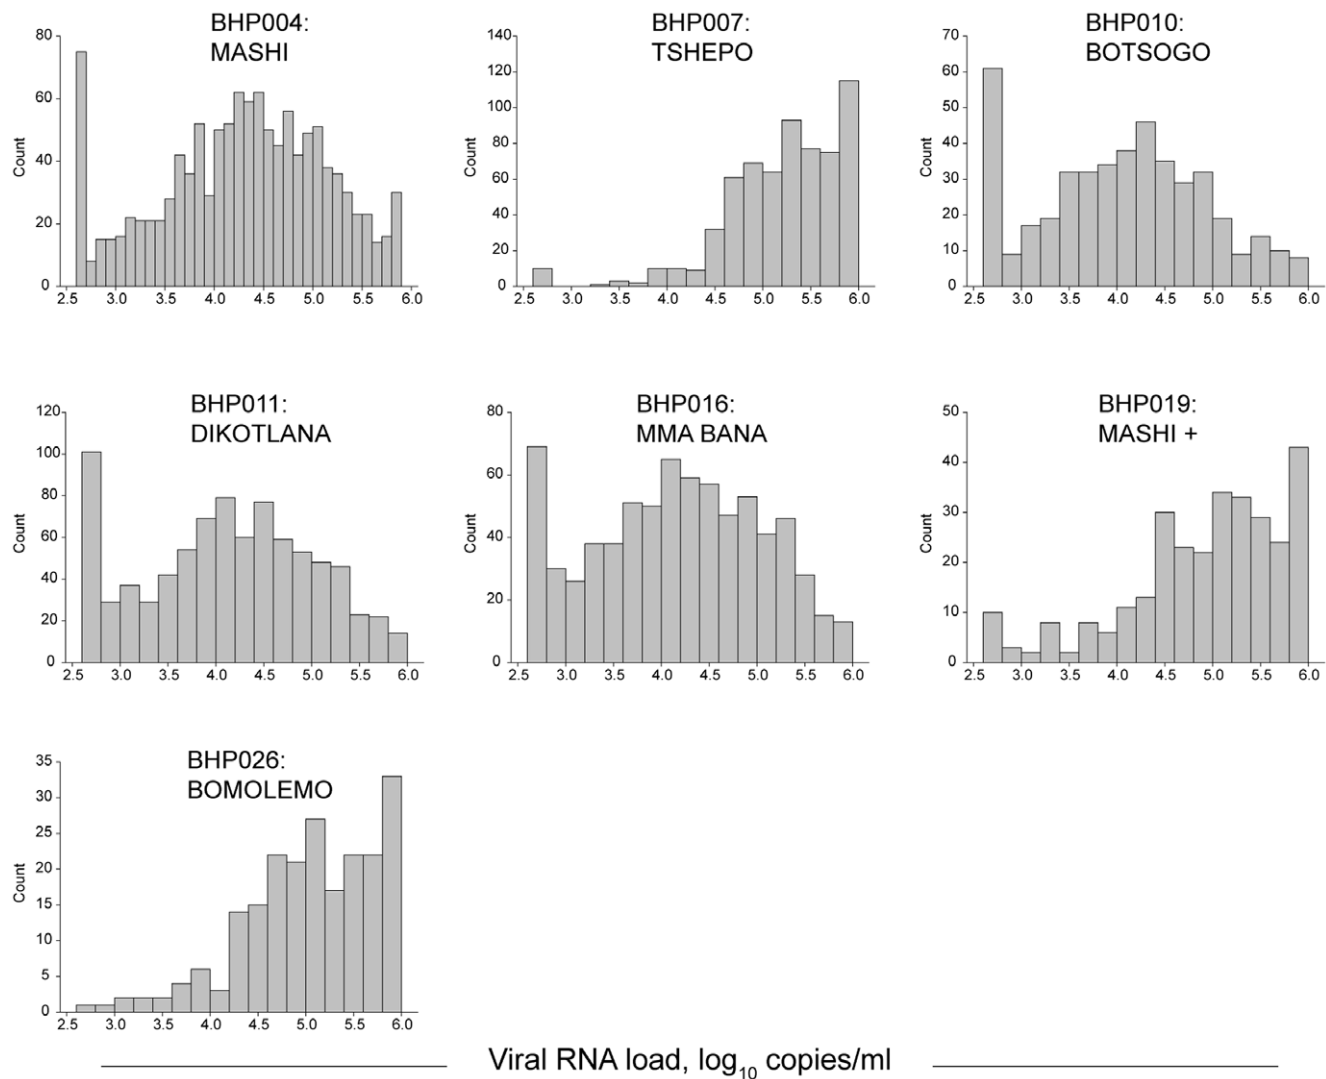 BHP004:
MASHI
80
60
40
20
0
Count
2.5 3.0 3.5 4.0 4.5 5.0 5.5 6.0
BHP007:
TSHEPO
140
120
100
80
60
40
20
0
Count
2.5 3.0 3.5 4.0 4.5 5.0 5.5 6.0
BHP010:
BOTSOGO
70
60
50
40
30
20
10
0
Count
2.5 3.0 3.5 4.0 4.5 5.0 5.5 6.0
BHP011:
DIKOTLANA
120
100
80
60
40
20
0
Count
2.5 3.0 3.5 4.0 4.5 5.0 5.5 6.0
BHP016:
MMA BANA
80
60
40
20
0
Count
2.5 3.0 3.5 4.0 4.5 5.0 5.5 6.0
BHP019:
MASHI +
50
40
30
20
10
0
Count
2.5 3.0 3.5 4.0 4.5 5.0 5.5 6.0
BHP026:
BOMOLEMO
35
30
25
20
15
10
5
0
Count
2.5 3.0 3.5 4.0 4.5 5.0 5.5 6.0
Viral RNA load, log₁₀ copies/ml